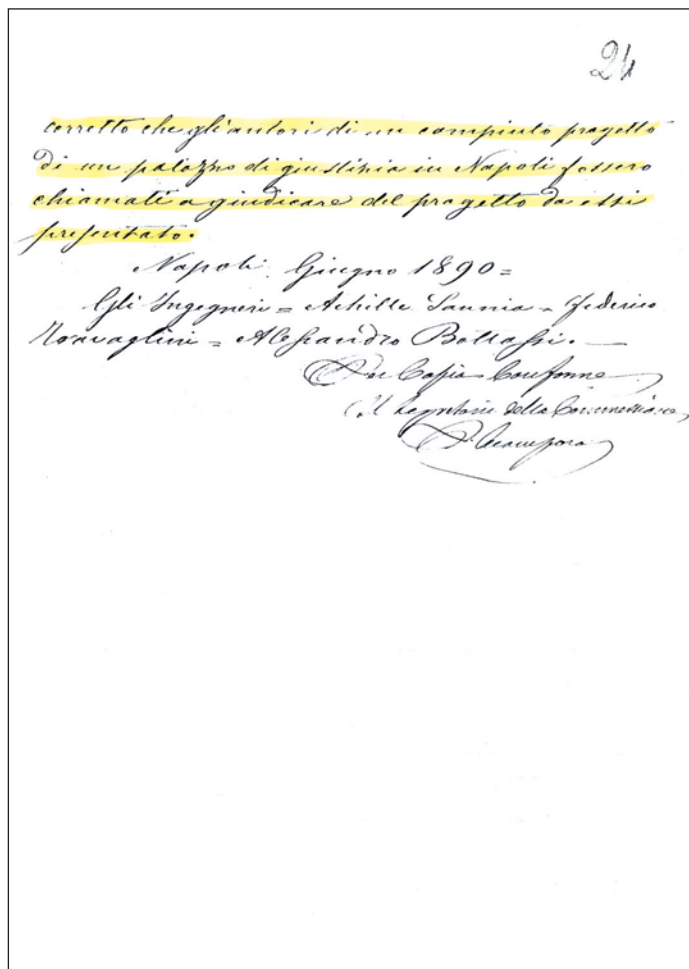 24
corretto che gli autori di un compiuto progetto
di un palazzo di giustizia in Napoli fossero
chiamati a giudicare del progetto da essi
presentato.
Napoli Giugno 1890 =
Gli Ingegneri = Achille Sannia = Federico
Travaglini = Alessandro Bottassi. —
Per Copia Conforme
Il Segretario della Commissione